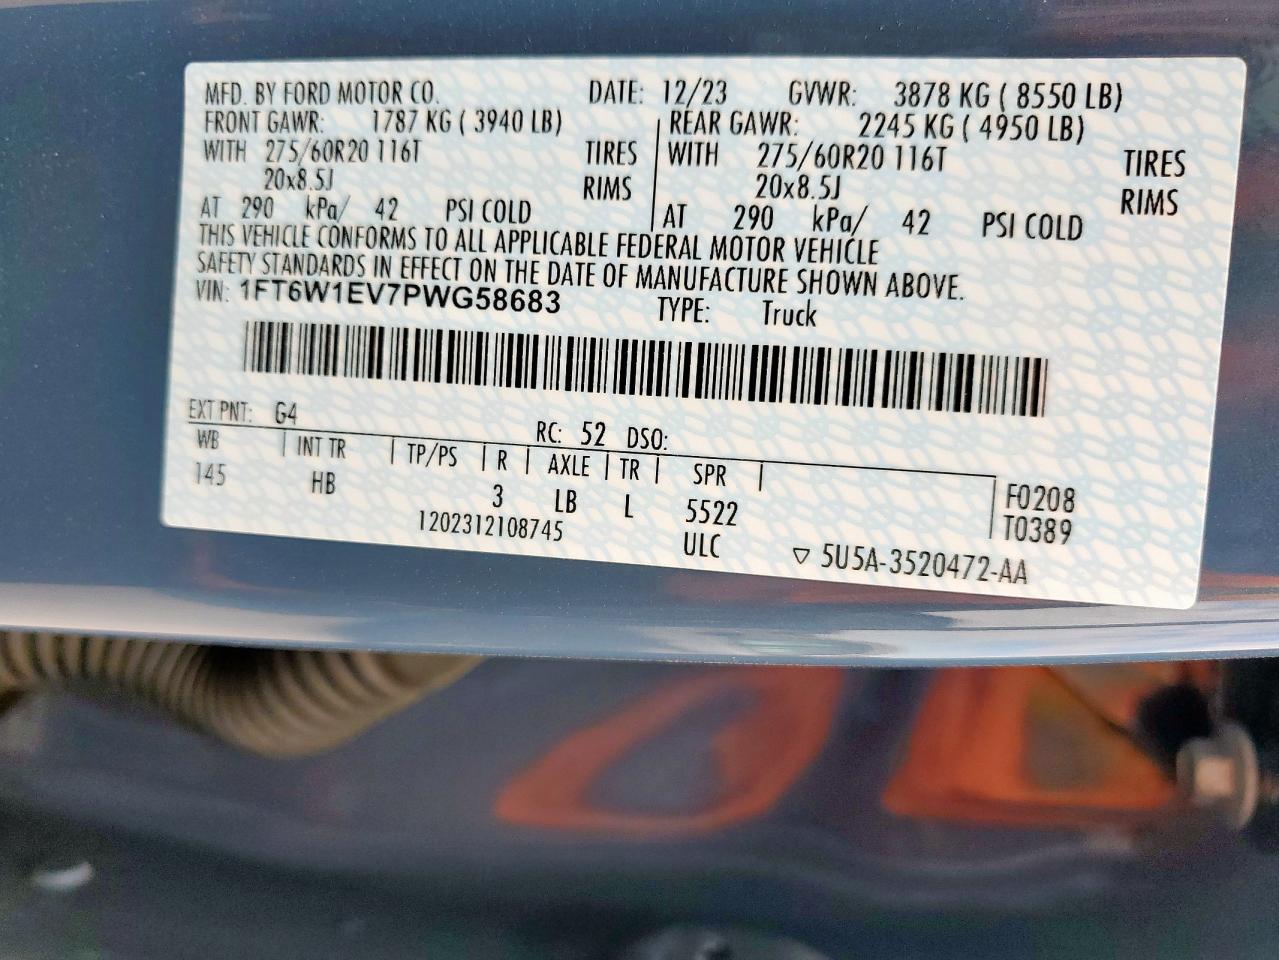 MFD. BY FORD MOTOR CO. DATE: 12/23 GVWR: 3878 KG ( 8550 LB)
FRONT GAWR: 1787 KG ( 3940 LB) REAR GAWR: 2245 KG ( 4950 LB)
WITH 275/60R20 116T TIRES WITH 275/60R20 116T TIRES
20x8.5J RIMS 20x8.5J RIMS
AT 290 kPa/ 42 PSI COLD AT 290 kPa/ 42 PSI COLD
THIS VEHICLE CONFORMS TO ALL APPLICABLE FEDERAL MOTOR VEHICLE
SAFETY STANDARDS IN EFFECT ON THE DATE OF MANUFACTURE SHOWN ABOVE.
VIN: 1FT6W1EV7PWG58683 TYPE: Truck
EXT PNT: G4 RC: 52 DSO:
WB INT TR TP/PS R AXLE TR SPR
145 HB 3 LB L 5522 F0208
1202312108745 ULC T0389
▽ 5U5A-3520472-AA